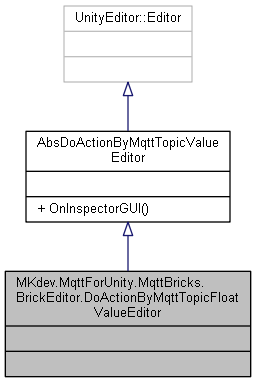 UnityEditor::Editor
AbsDoActionByMqttTopicValue
Editor
+ OnInspectorGUI()
MKdev.MqttForUnity.MqttBricks.
BrickEditor.DoActionByMqttTopicFloat
ValueEditor